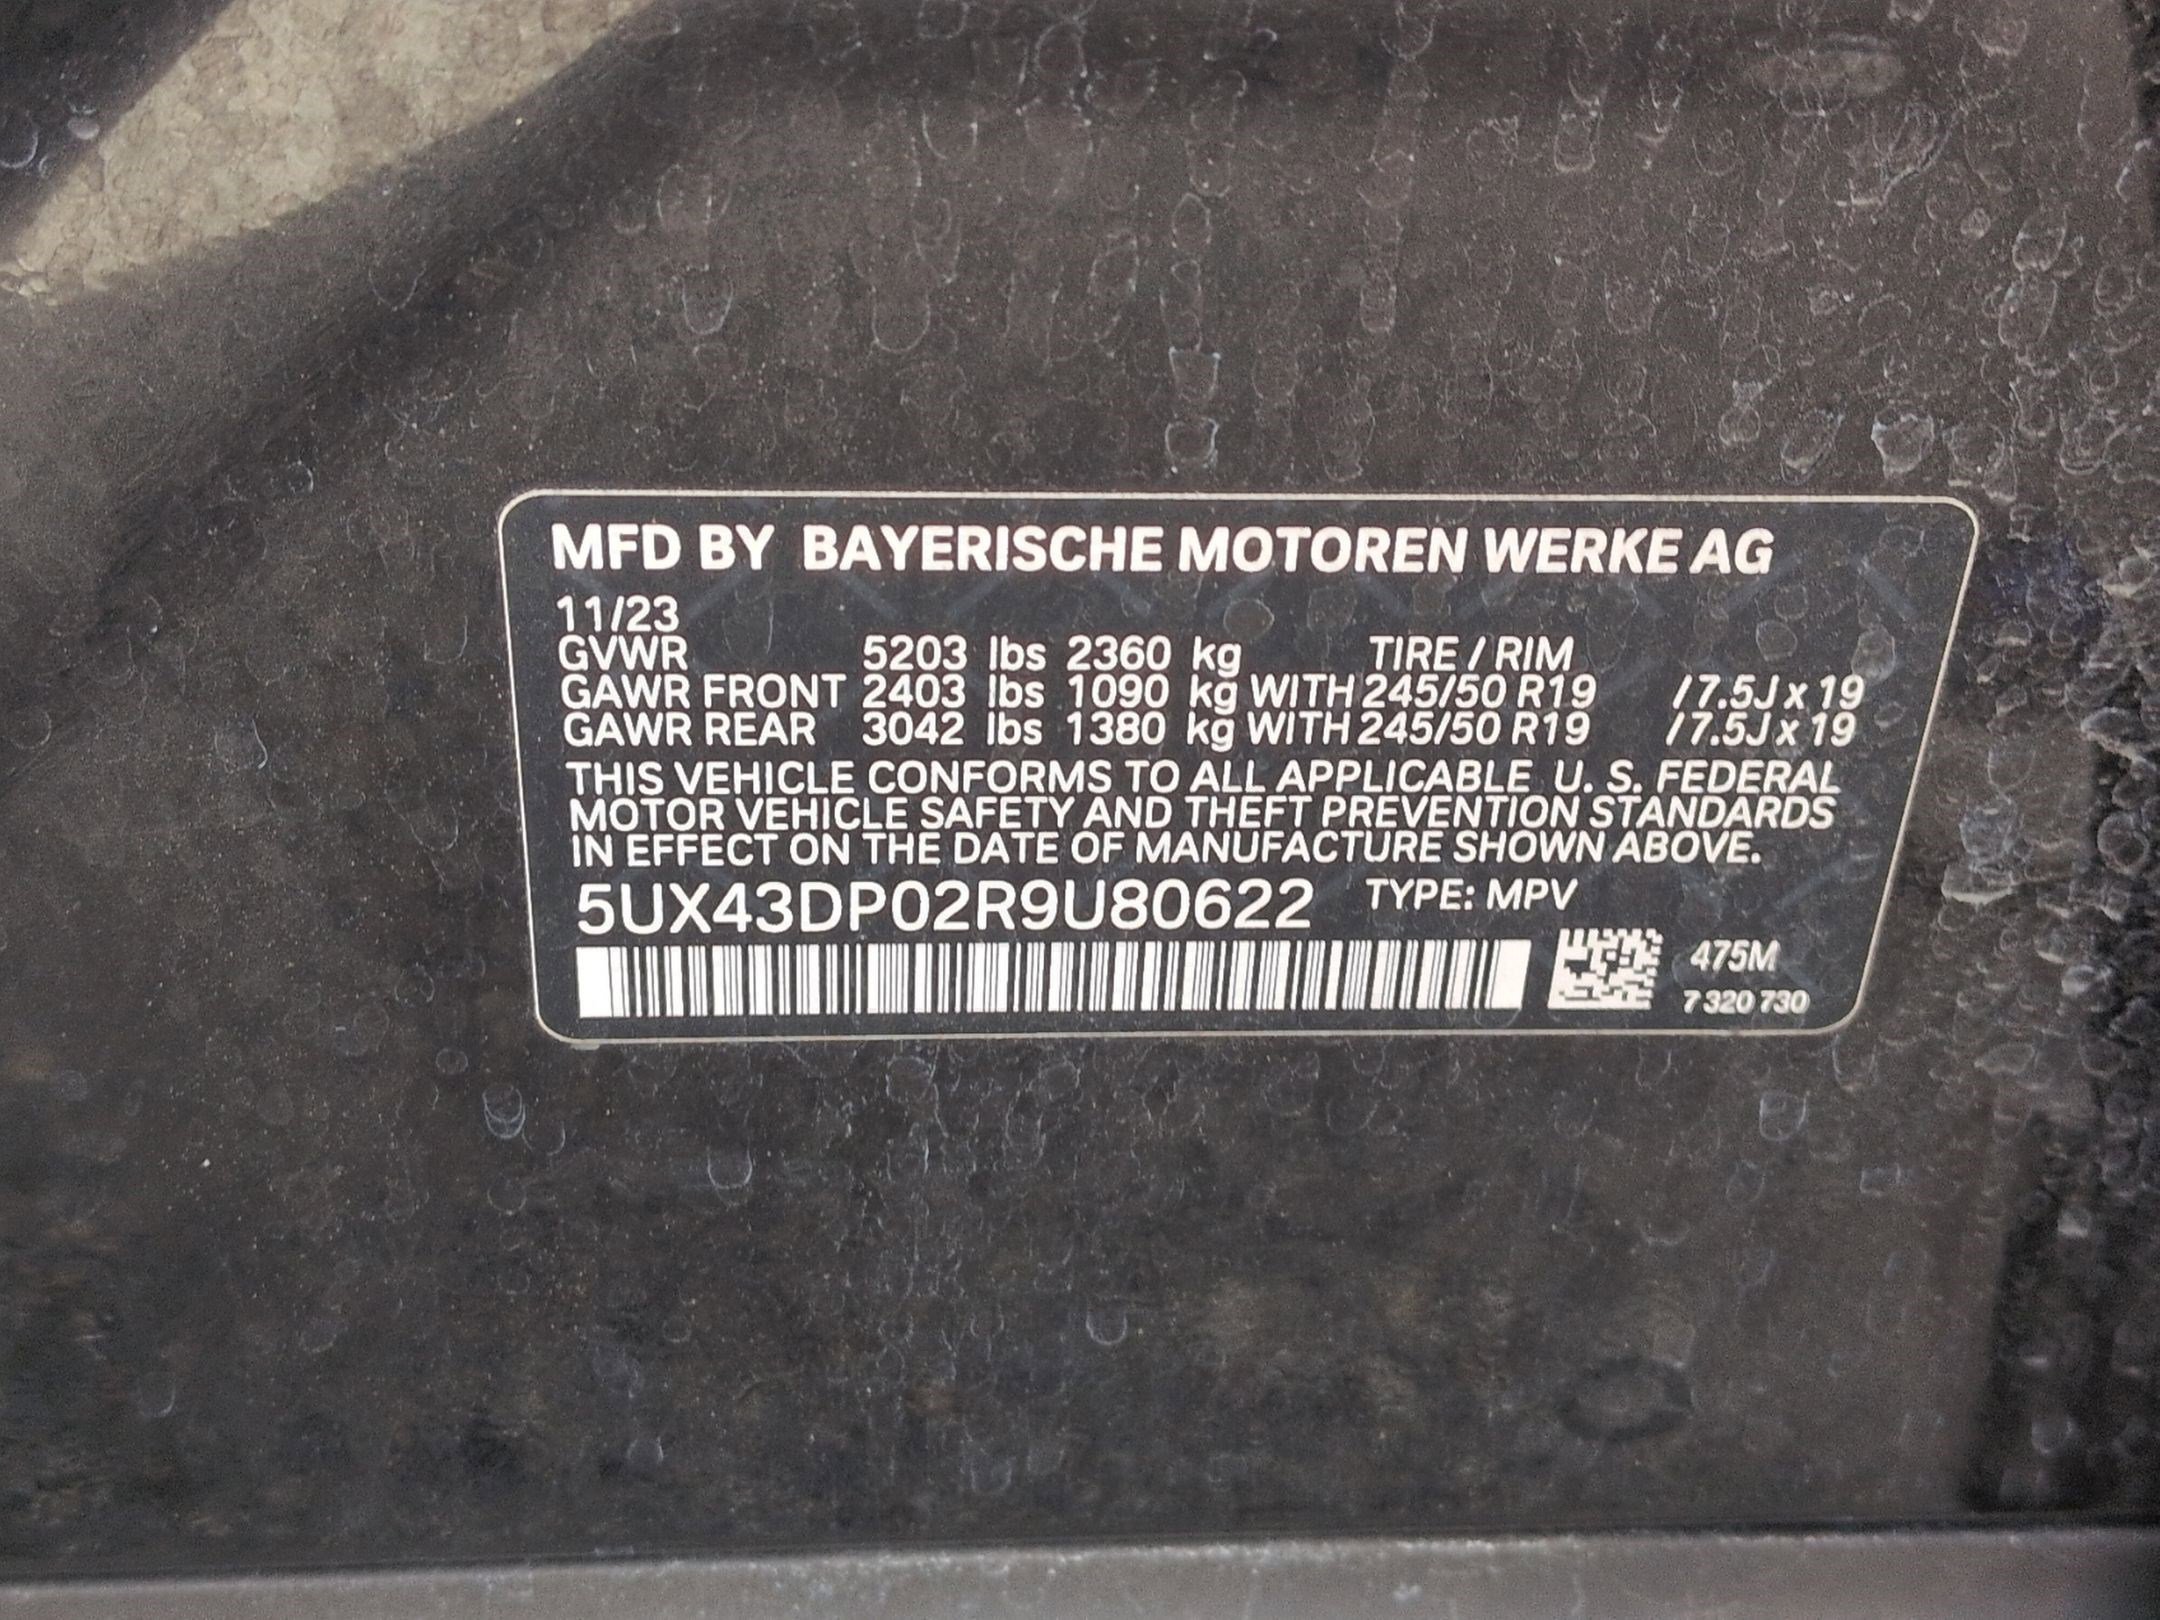 MFD BY BAYERISCHE MOTOREN WERKE AG
11/23
GVWR 5203 lbs 2360 kg TIRE / RIM
GAWR FRONT 2403 lbs 1090 kg WITH 245/50 R19 / 7.5J x 19
GAWR REAR 3042 lbs 1380 kg WITH 245/50 R19 / 7.5J x 19
THIS VEHICLE CONFORMS TO ALL APPLICABLE U. S. FEDERAL
MOTOR VEHICLE SAFETY AND THEFT PREVENTION STANDARDS
IN EFFECT ON THE DATE OF MANUFACTURE SHOWN ABOVE.
5UX43DP02R9U80622 TYPE: MPV
475M
7 320 730